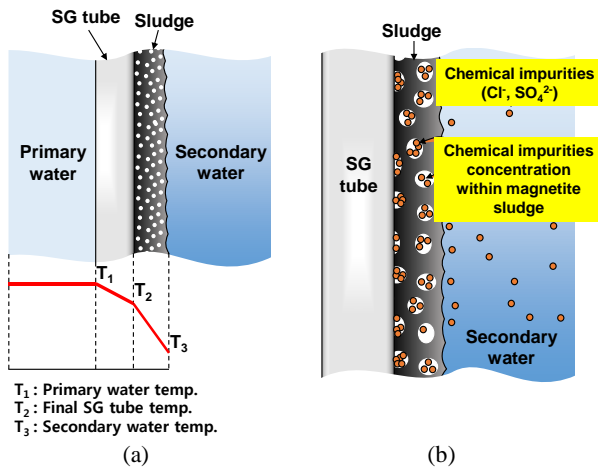 SG tube
Sludge
Primary
water
Secondary
water
T1
T2
T3
T1 : Primary water temp.
T2 : Final SG tube temp.
T3 : Secondary water temp.
(a)
Sludge
Chemical impurities
(Cl-, SO42-)
Chemical impurities
concentration
within magnetite
sludge
SG
tube
Secondary
water
(b)